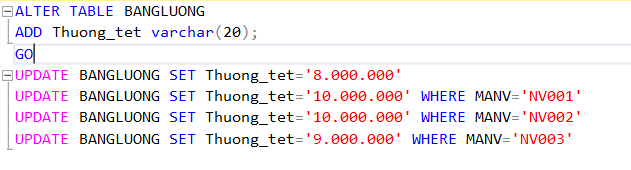 ALTER TABLE BANGLUONG
ADD Thuong_tet varchar(20);
GO
UPDATE BANGLUONG SET Thuong_tet='8.000.000'
UPDATE BANGLUONG SET Thuong_tet='10.000.000' WHERE MANV='NV001'
UPDATE BANGLUONG SET Thuong_tet='10.000.000' WHERE MANV='NV002'
UPDATE BANGLUONG SET Thuong_tet='9.000.000' WHERE MANV='NV003'